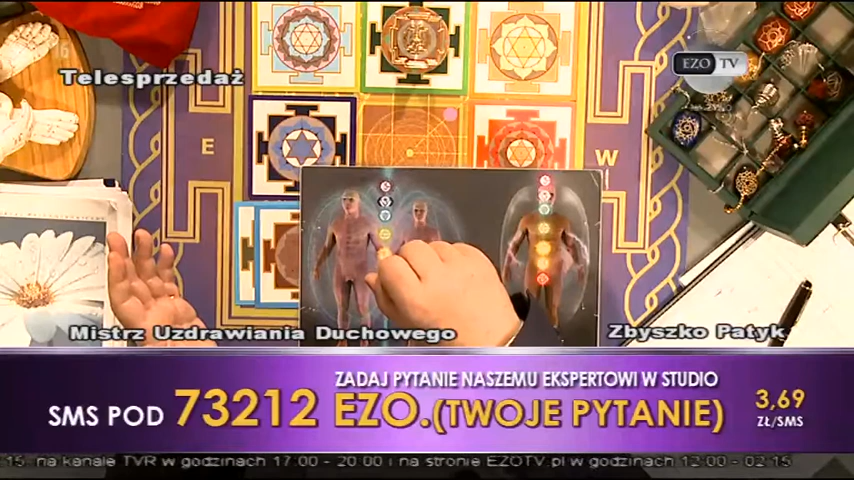 Telesprzedaż
EZO TV
E
W
Mistrz Uzdrawiania Duchowego
Zbyszko Patyk
ZADAJ PYTANIE NASZEMU EKSPERTOWI W STUDIO
SMS POD 73212 EZO.(TWOJE PYTANIE)
3,69
ZŁ/SMS
15 na kanale TVR w godzinach 17:00 - 20:00 i na stronie EZOTV.pl w godzinach 12:00 - 02:15